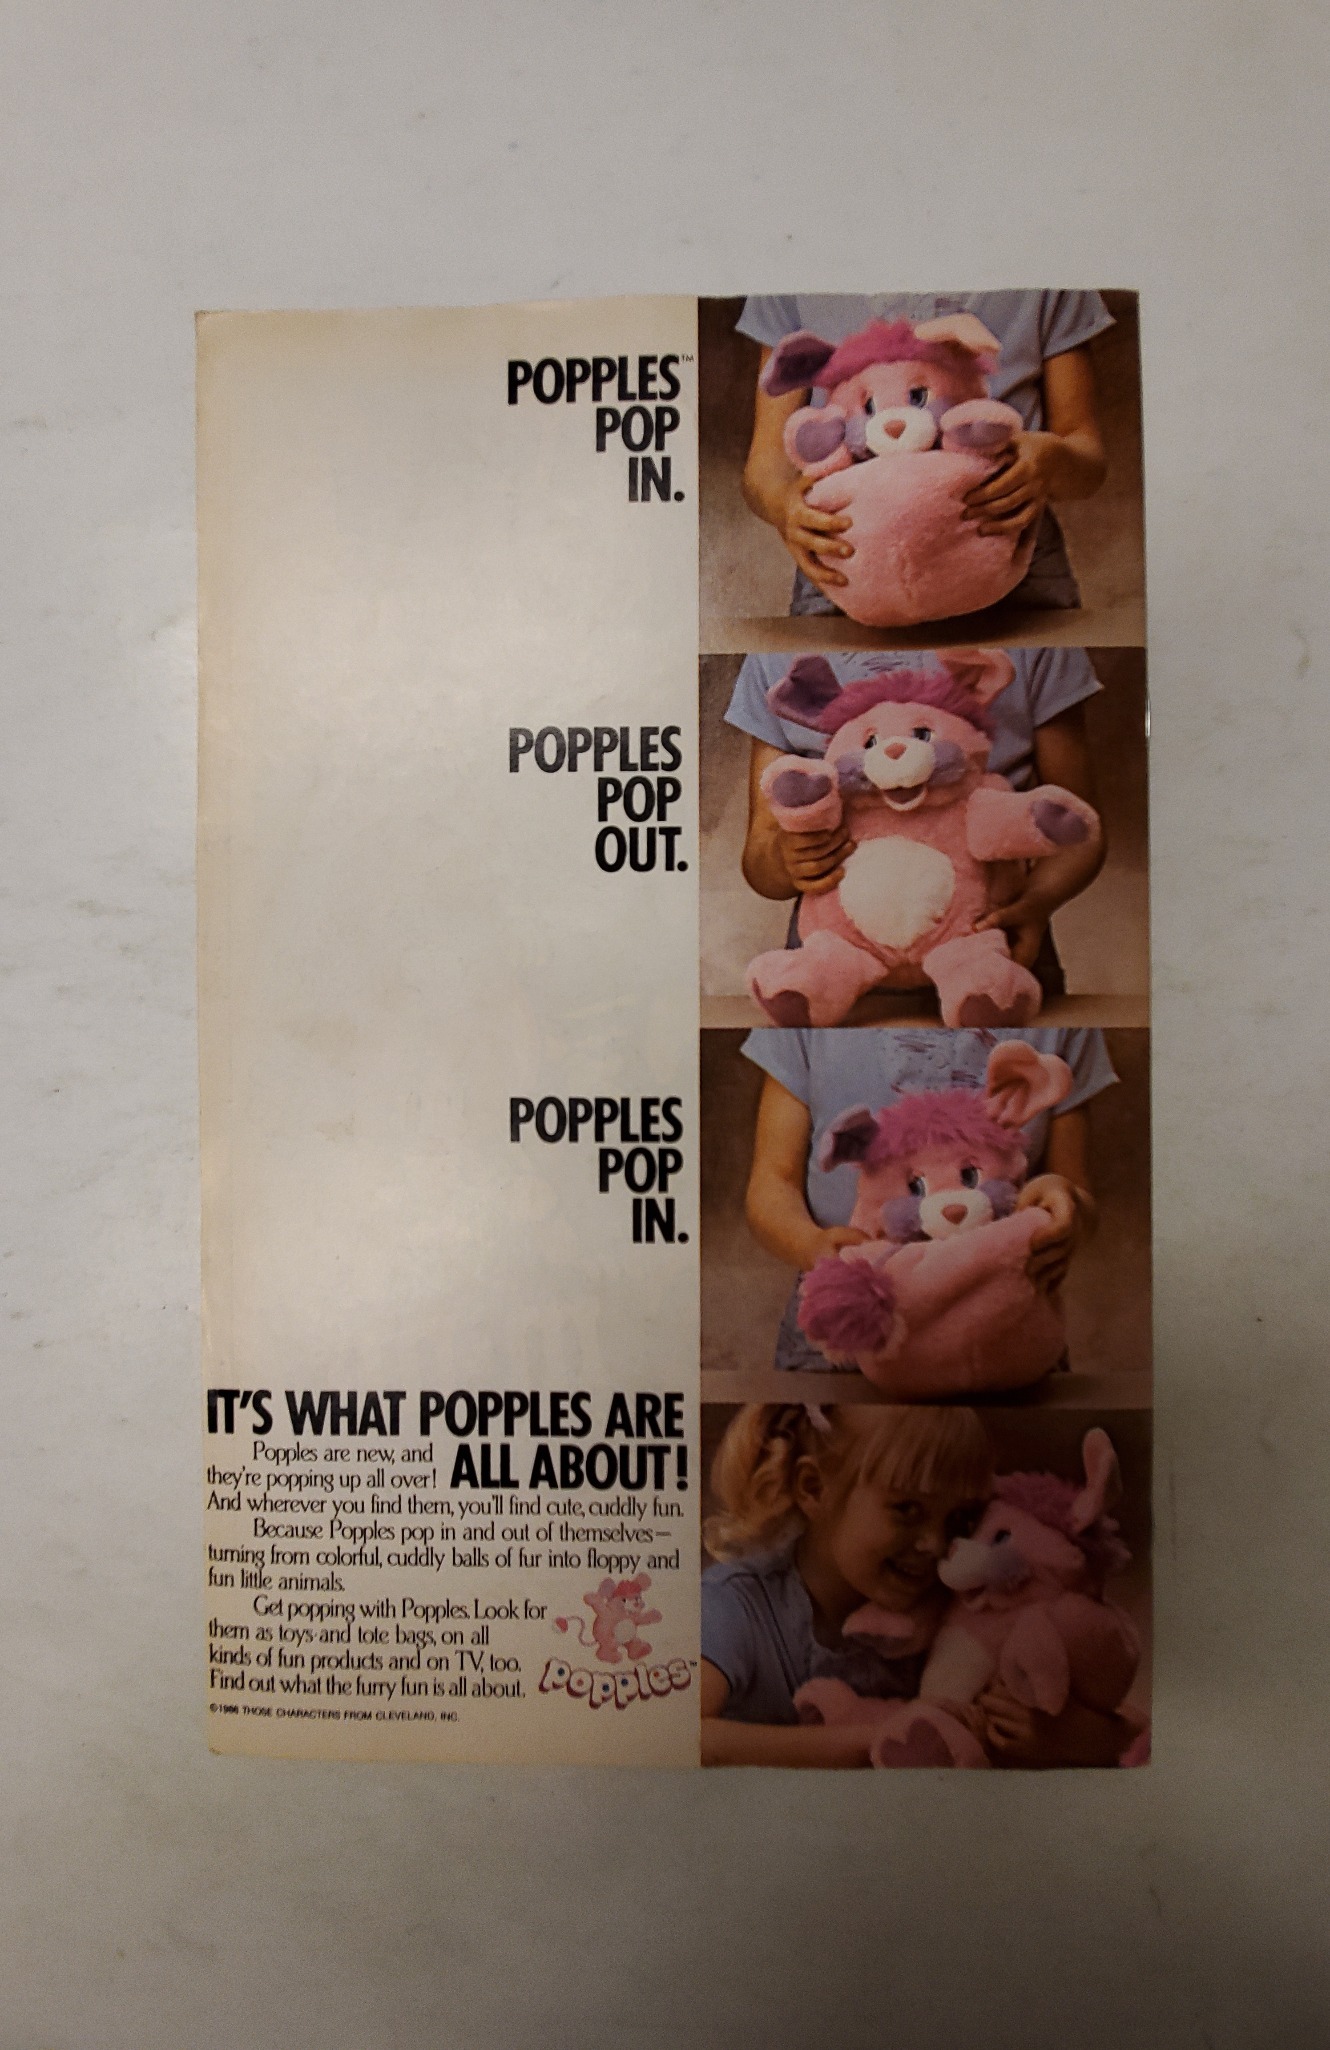 POPPLES™
POP
IN.
POPPLES
POP
OUT.
POPPLES
POP
IN.
IT'S WHAT POPPLES ARE
ALL ABOUT!
Popples are new, and
they're popping up all over!
And wherever you find them, you'll find cute, cuddly fun.
Because Popples pop in and out of themselves—
turning from colorful, cuddly balls of fur into floppy and
fun little animals.
Get popping with Popples. Look for
them as toys and tote bags, on all
kinds of fun products and on TV, too.
Find out what the furry fun is all about.
Popples™
©1986 THOSE CHARACTERS FROM CLEVELAND, INC.